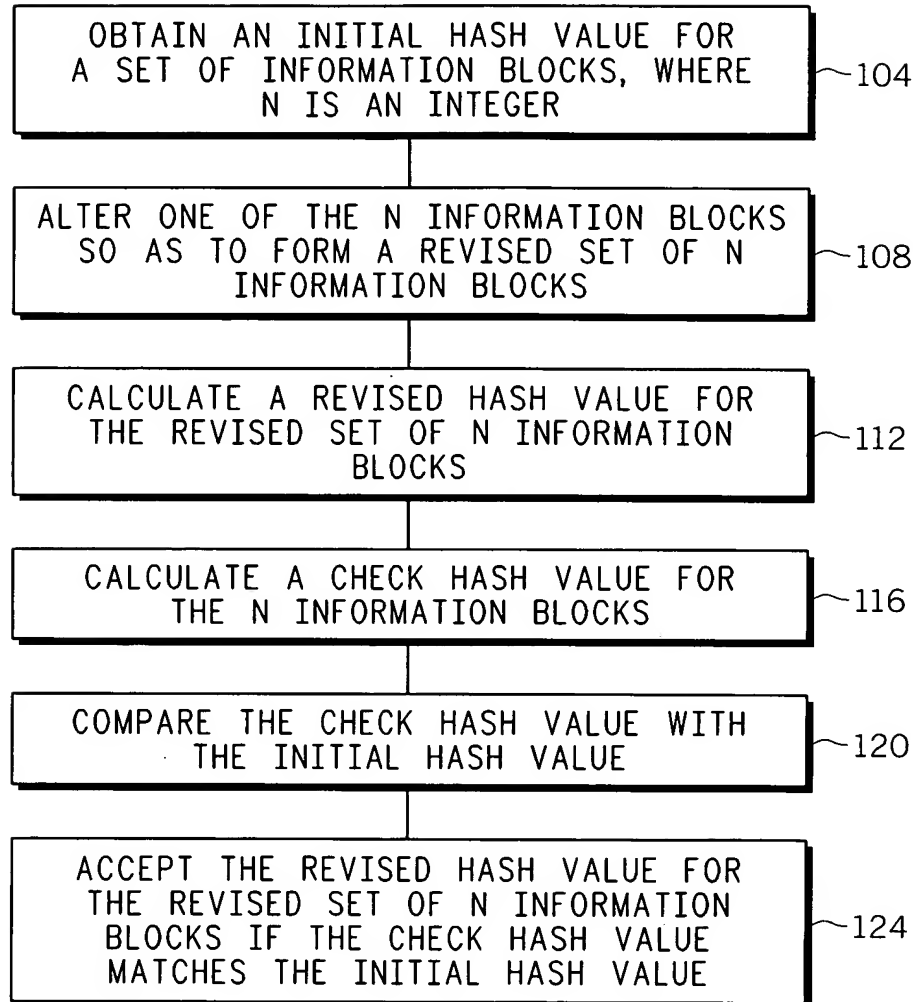 OBTAIN AN INITIAL HASH VALUE FOR
A SET OF INFORMATION BLOCKS, WHERE
N IS AN INTEGER
104
ALTER ONE OF THE N INFORMATION BLOCKS
SO AS TO FORM A REVISED SET OF N
INFORMATION BLOCKS
108
CALCULATE A REVISED HASH VALUE FOR
THE REVISED SET OF N INFORMATION
BLOCKS
112
CALCULATE A CHECK HASH VALUE FOR
THE N INFORMATION BLOCKS
116
COMPARE THE CHECK HASH VALUE WITH
THE INITIAL HASH VALUE
120
ACCEPT THE REVISED HASH VALUE FOR
THE REVISED SET OF N INFORMATION
BLOCKS IF THE CHECK HASH VALUE
MATCHES THE INITIAL HASH VALUE
124